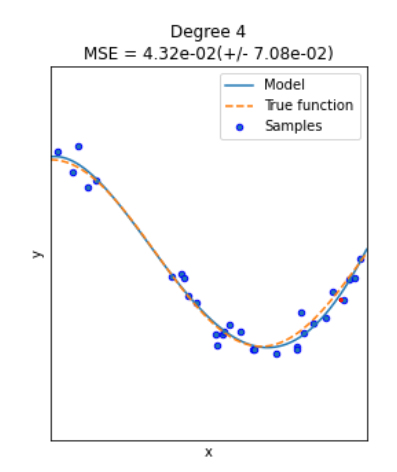 Degree 4
MSE = 4.32e-02(+/- 7.08e-02)
Model
True function
Samples
y
x